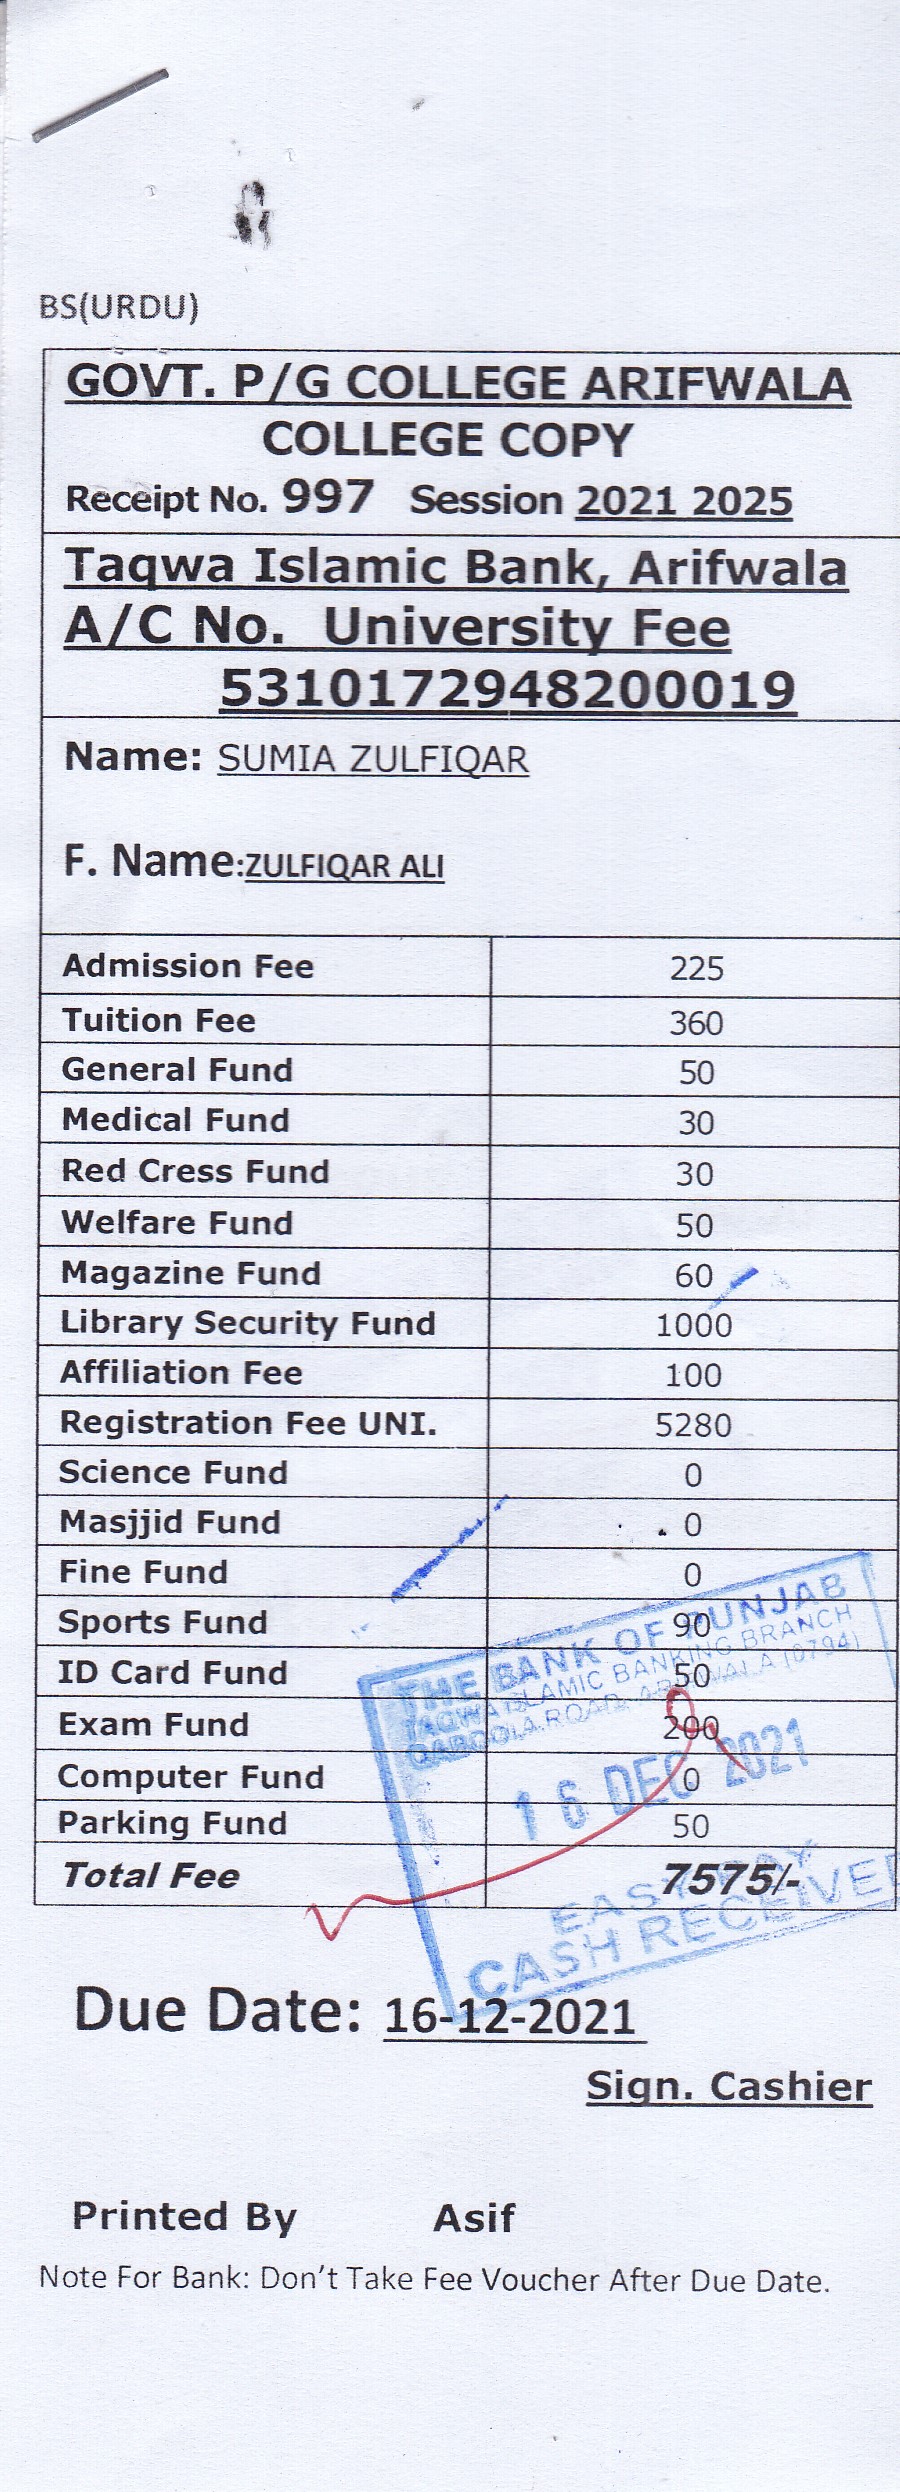 BS(URDU)
GOVT. P/G COLLEGE ARIFWALA
COLLEGE COPY
Receipt No. 997 Session 2021 2025
Taqwa Islamic Bank, Arifwala
A/C No. University Fee
5310172948200019
Name: SUMIA ZULFIQAR
F. Name:ZULFIQAR ALI
Admission Fee 225
Tuition Fee 360
General Fund 50
Medical Fund 30
Red Cress Fund 30
Welfare Fund 50
Magazine Fund 60
Library Security Fund 1000
Affiliation Fee 100
Registration Fee UNI. 5280
Science Fund 0
Masjjid Fund 0
Fine Fund 0
Sports Fund 90
ID Card Fund 50
Exam Fund 200
Computer Fund 0
Parking Fund 50
Total Fee 7575/-
THE BANK OF PUNJAB
TAQWA ISLAMIC BANKING BRANCH
QABOOLA ROAD, ARIFWALA (0794)
16 DEC 2021
EASY PAY
CASH RECEIVED
Due Date: 16-12-2021
Sign. Cashier
Printed By Asif
Note For Bank: Don't Take Fee Voucher After Due Date.